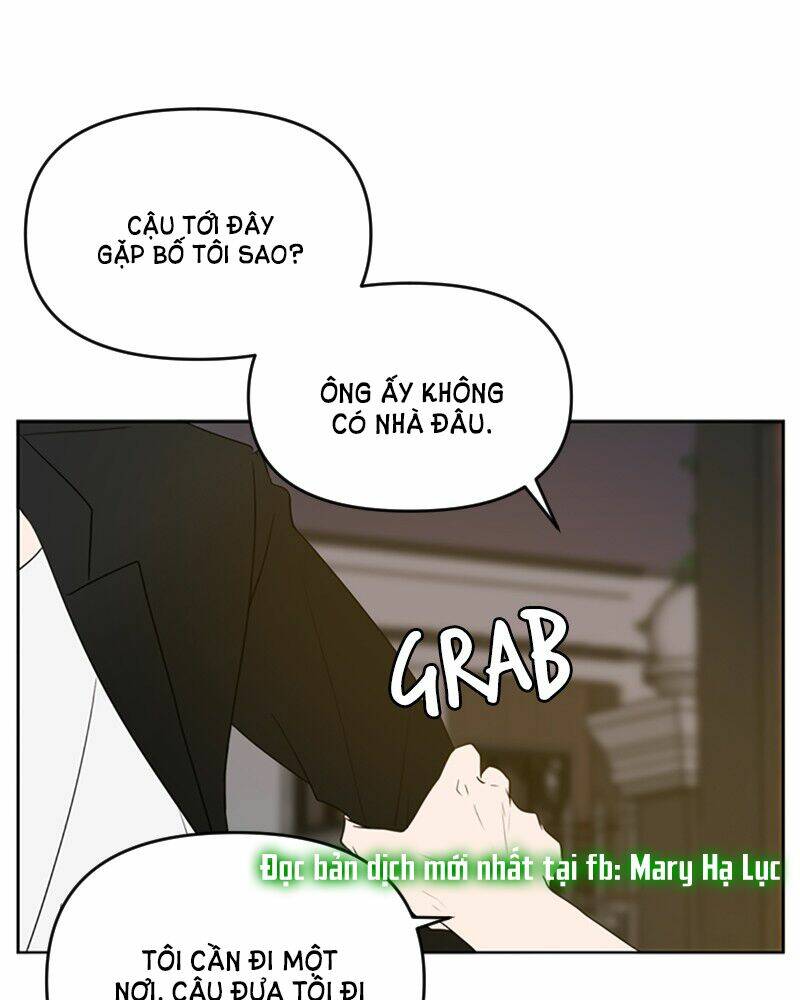 CẬU TỚI ĐÂY
GẶP BỐ TÔI SAO?
ÔNG ẤY KHÔNG
CÓ NHÀ ĐÂU.
GRAB
Đọc bản dịch mới nhất tại fb: Mary Hạ Lục
TÔI CẦN ĐI MỘT
NƠI. CẬU ĐƯA TÔI ĐI